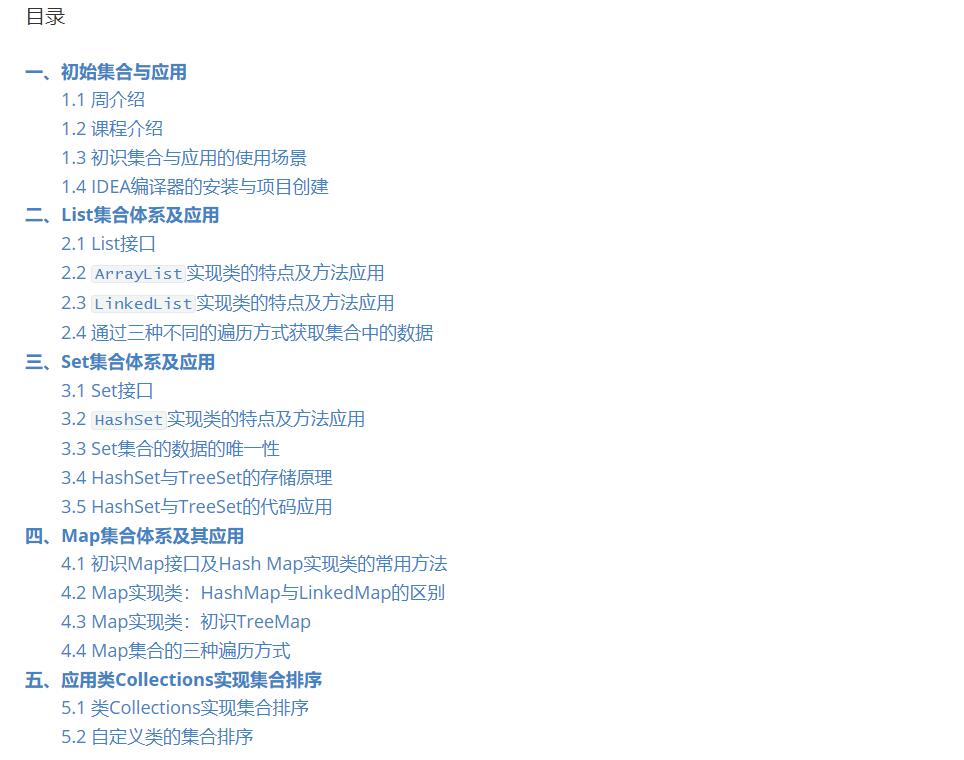 目录
一、初始集合与应用
1.1 周介绍
1.2 课程介绍
1.3 初识集合与应用的使用场景
1.4 IDEA编译器的安装与项目创建
二、List集合体系及应用
2.1 List接口
2.2 ArrayList实现类的特点及方法应用
2.3 LinkedList实现类的特点及方法应用
2.4 通过三种不同的遍历方式获取集合中的数据
三、Set集合体系及应用
3.1 Set接口
3.2 HashSet实现类的特点及方法应用
3.3 Set集合的数据的唯一性
3.4 HashSet与TreeSet的存储原理
3.5 HashSet与TreeSet的代码应用
四、Map集合体系及其应用
4.1 初识Map接口及Hash Map实现类的常用方法
4.2 Map实现类：HashMap与LinkedMap的区别
4.3 Map实现类：初识TreeMap
4.4 Map集合的三种遍历方式
五、应用类Collections实现集合排序
5.1 类Collections实现集合排序
5.2 自定义类的集合排序